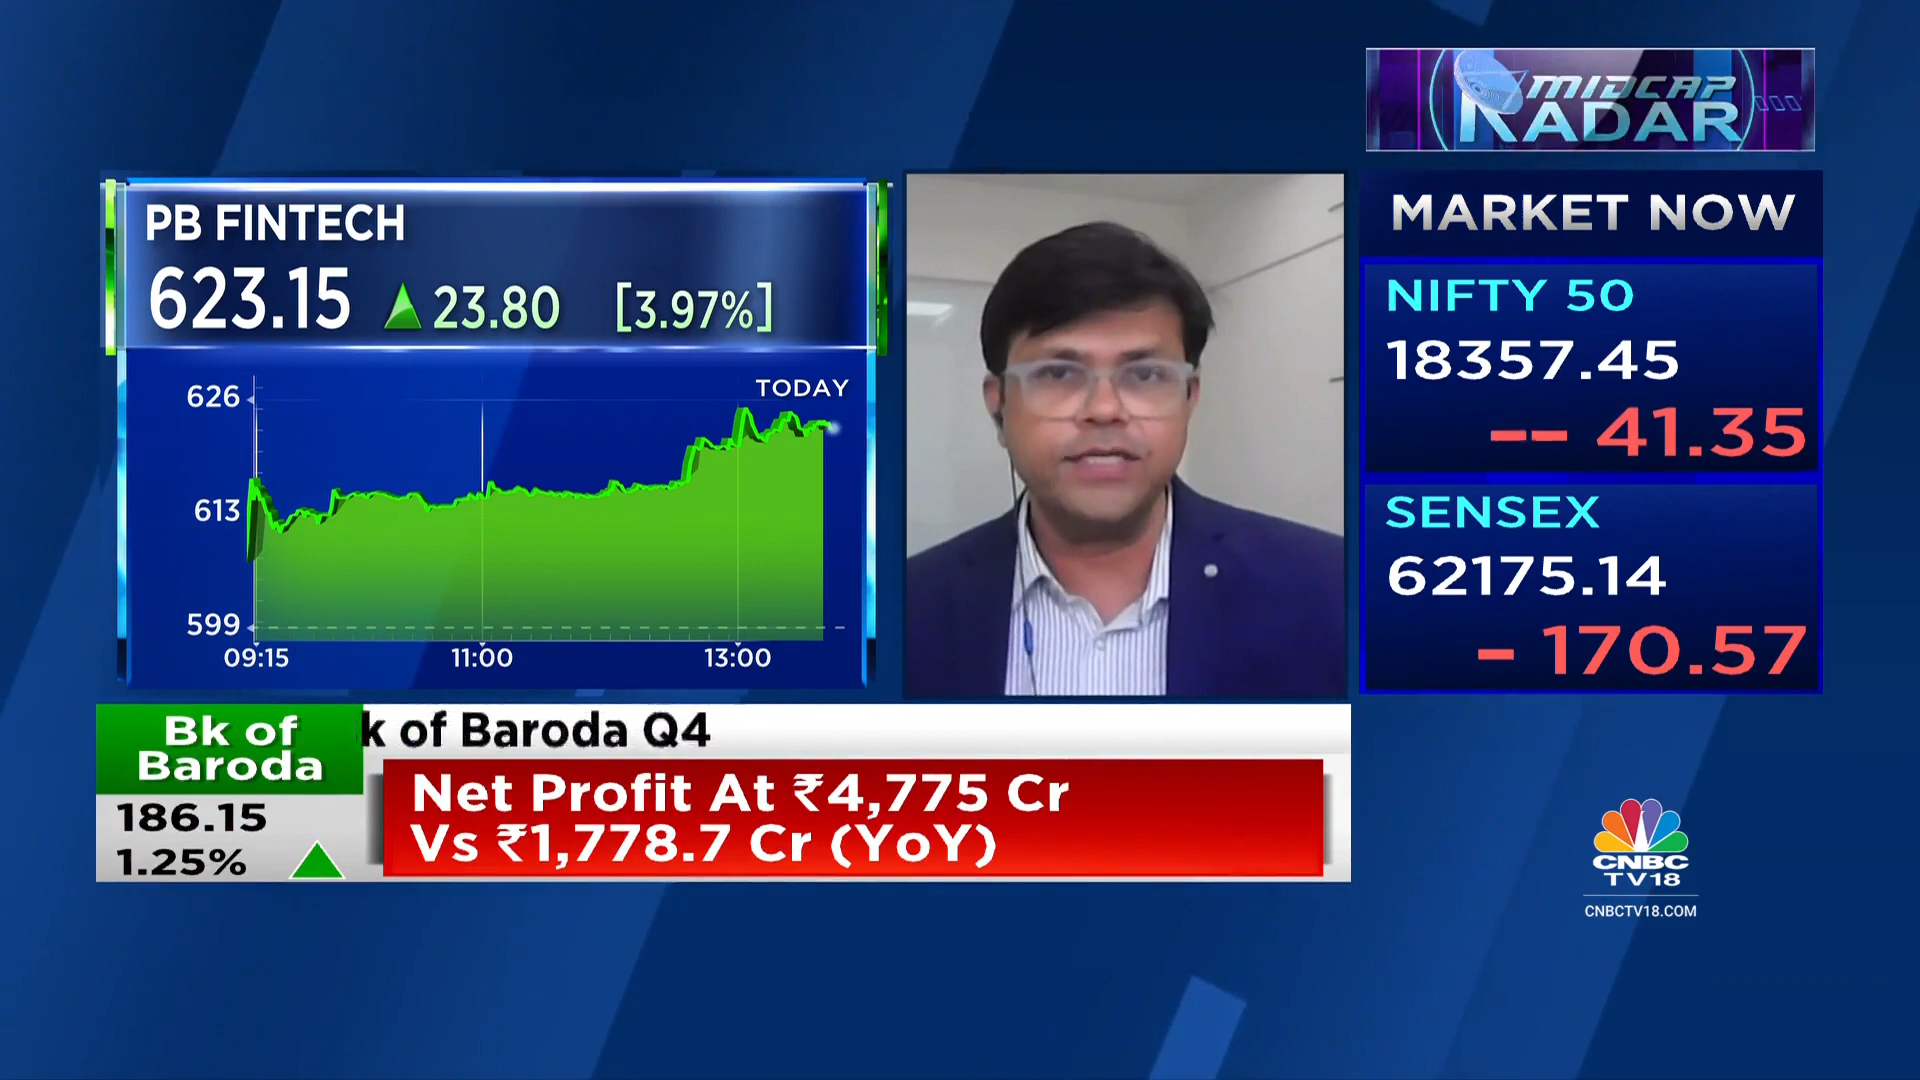 MIDCAP
RADAR
PB FINTECH
623.15 ▲ 23.80 [3.97%]
TODAY
626
613
599
09:15 11:00 13:00
MARKET NOW
NIFTY 50
18357.45
-- 41.35
SENSEX
62175.14
- 170.57
Bk of
Baroda
186.15
1.25%
k of Baroda Q4
Net Profit At ₹4,775 Cr
Vs ₹1,778.7 Cr (YoY)
CNBC
TV18
CNBCTV18.COM